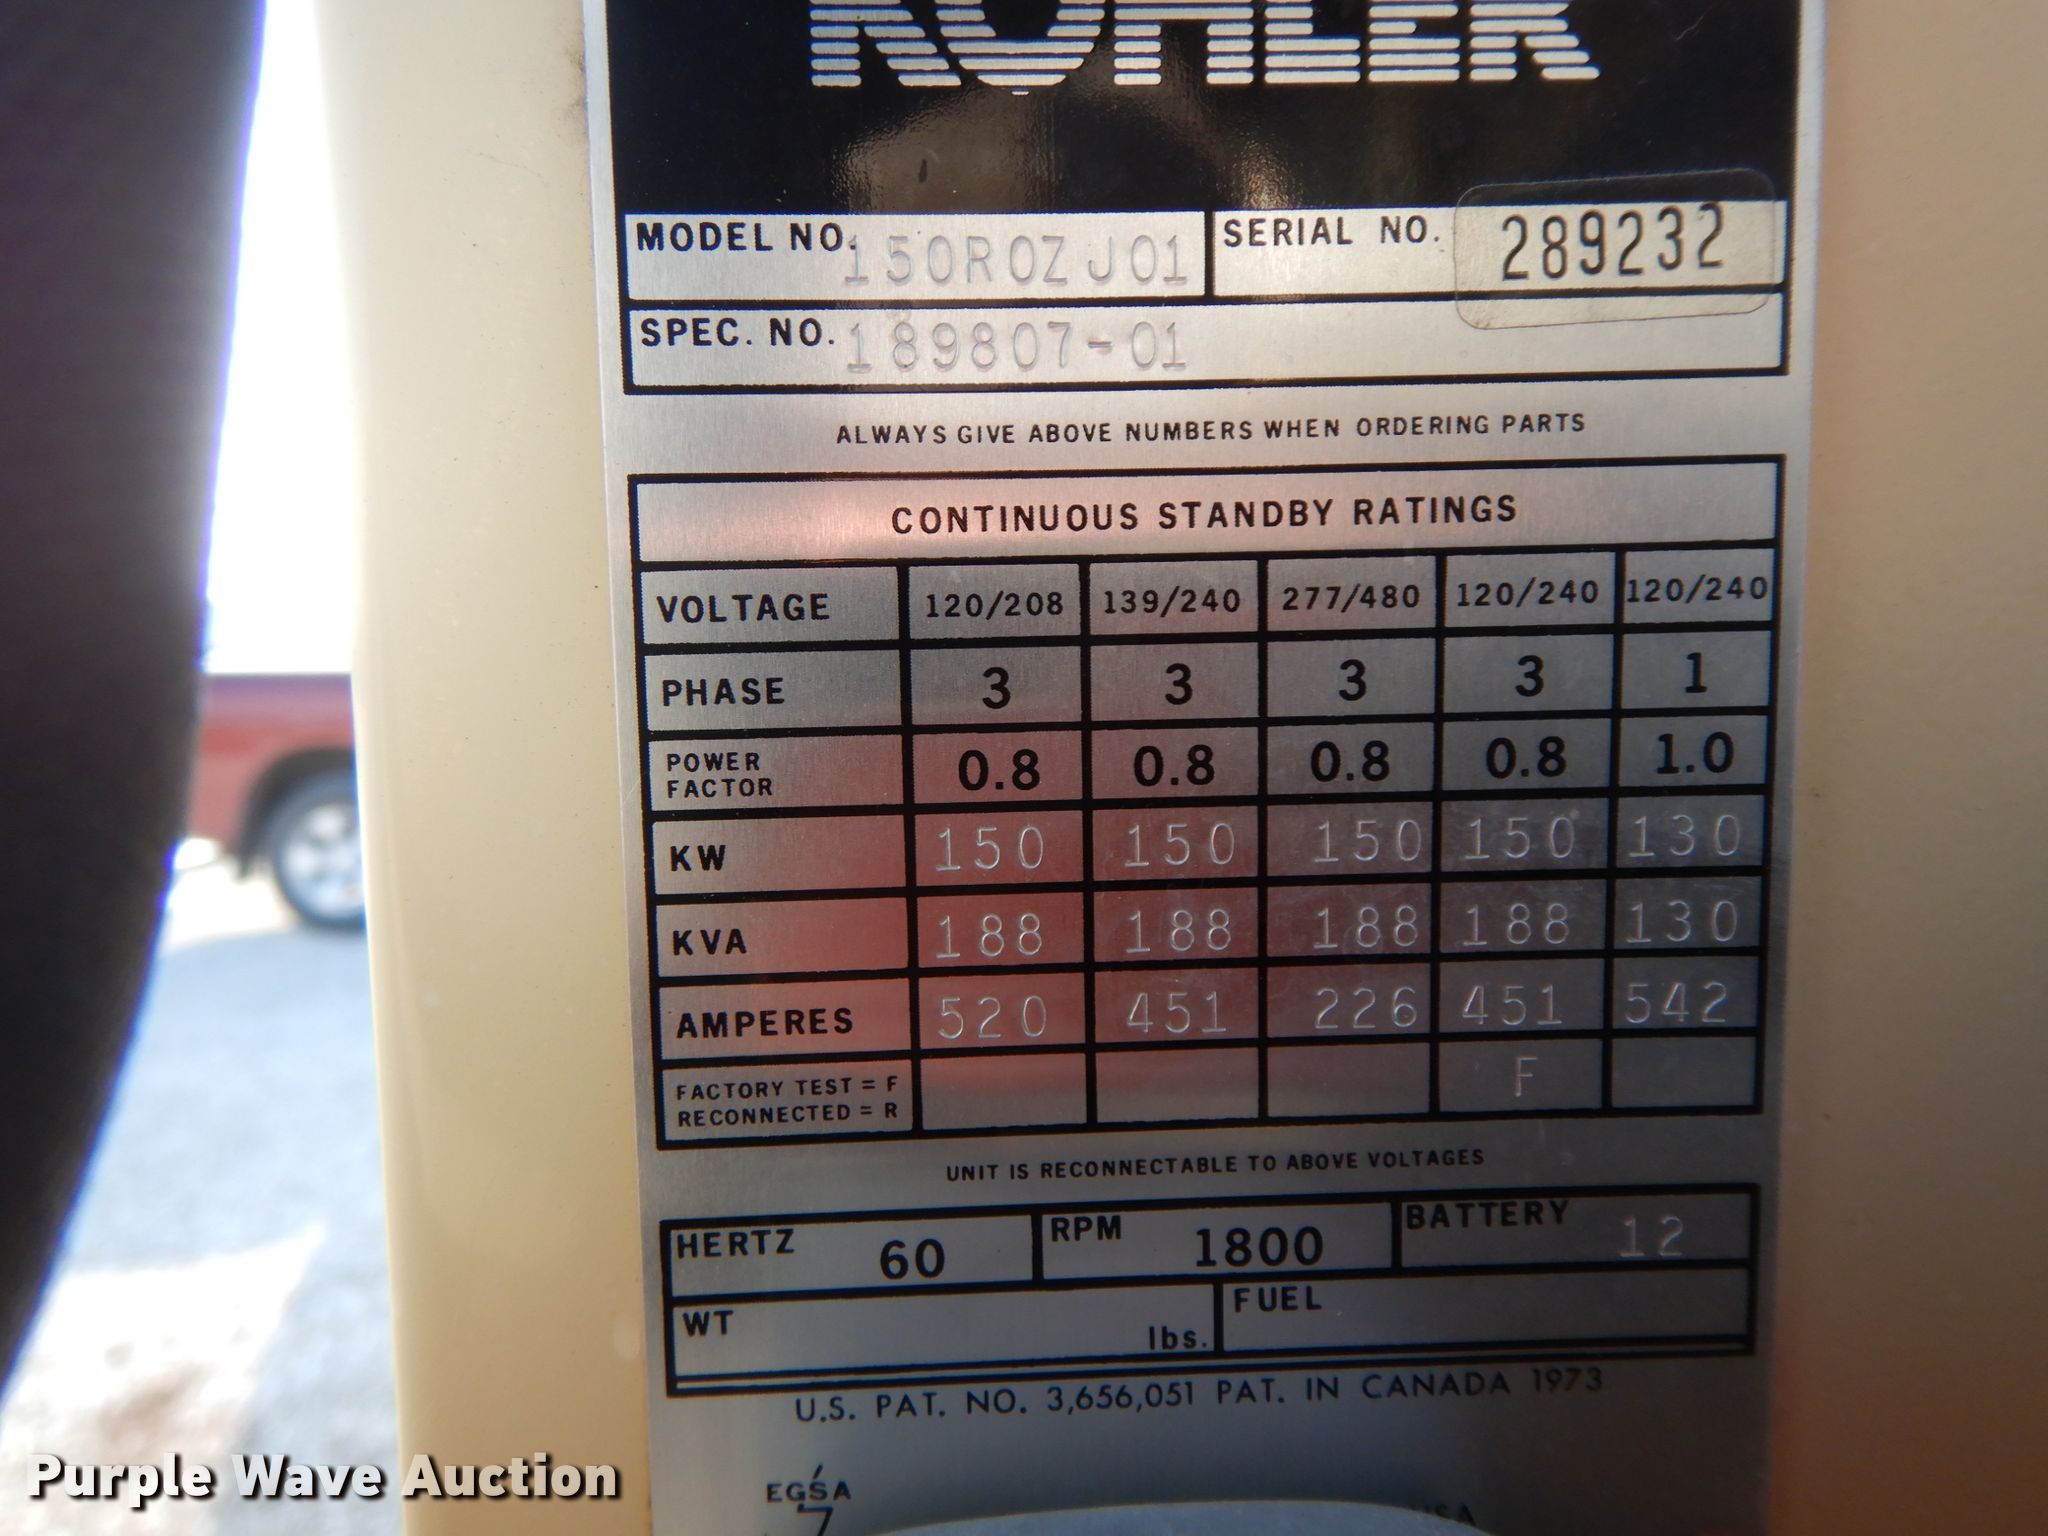 KOHLER
MODEL NO. 150ROZJ01 SERIAL NO. 289232
SPEC. NO. 189807-01
ALWAYS GIVE ABOVE NUMBERS WHEN ORDERING PARTS
CONTINUOUS STANDBY RATINGS
VOLTAGE 120/208 139/240 277/480 120/240 120/240
PHASE 3 3 3 3 1
POWER FACTOR 0.8 0.8 0.8 0.8 1.0
KW 150 150 150 150 130
KVA 188 188 188 188 130
AMPERES 520 451 226 451 542
FACTORY TEST = F F
RECONNECTED = R
UNIT IS RECONNECTABLE TO ABOVE VOLTAGES
HERTZ 60 RPM 1800 BATTERY 12
WT lbs. FUEL
U.S. PAT. NO. 3,656,051 PAT. IN CANADA 1973
EGSA
Purple Wave Auction